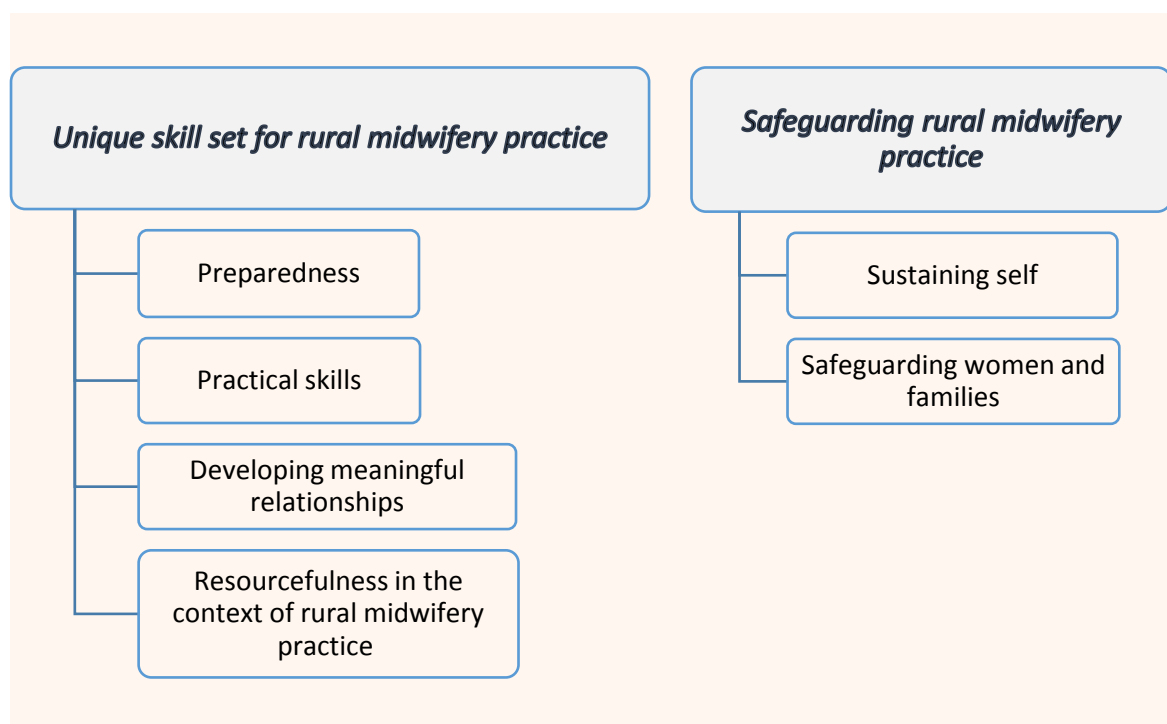 Unique skill set for rural midwifery practice
Preparedness
Practical skills
Developing meaningful
relationships
Resourcefulness in the
context of rural midwifery
practice
Safeguarding rural midwifery
practice
Sustaining self
Safeguarding women and
families